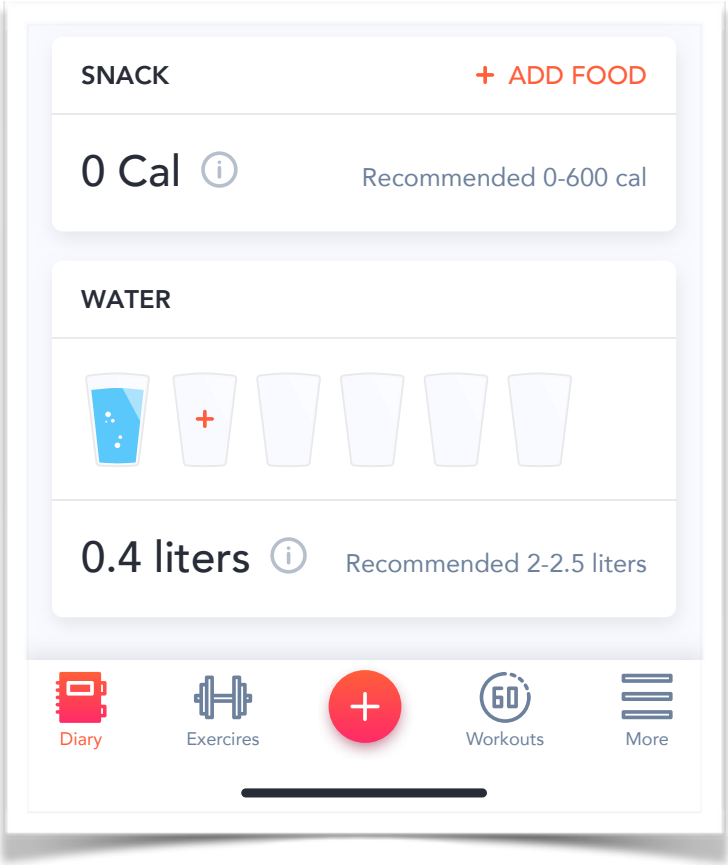 SNACK
+ ADD FOOD
0 Cal
Recommended 0-600 cal
WATER
0.4 liters
Recommended 2-2.5 liters
60
Diary
Exercires
Workouts
More